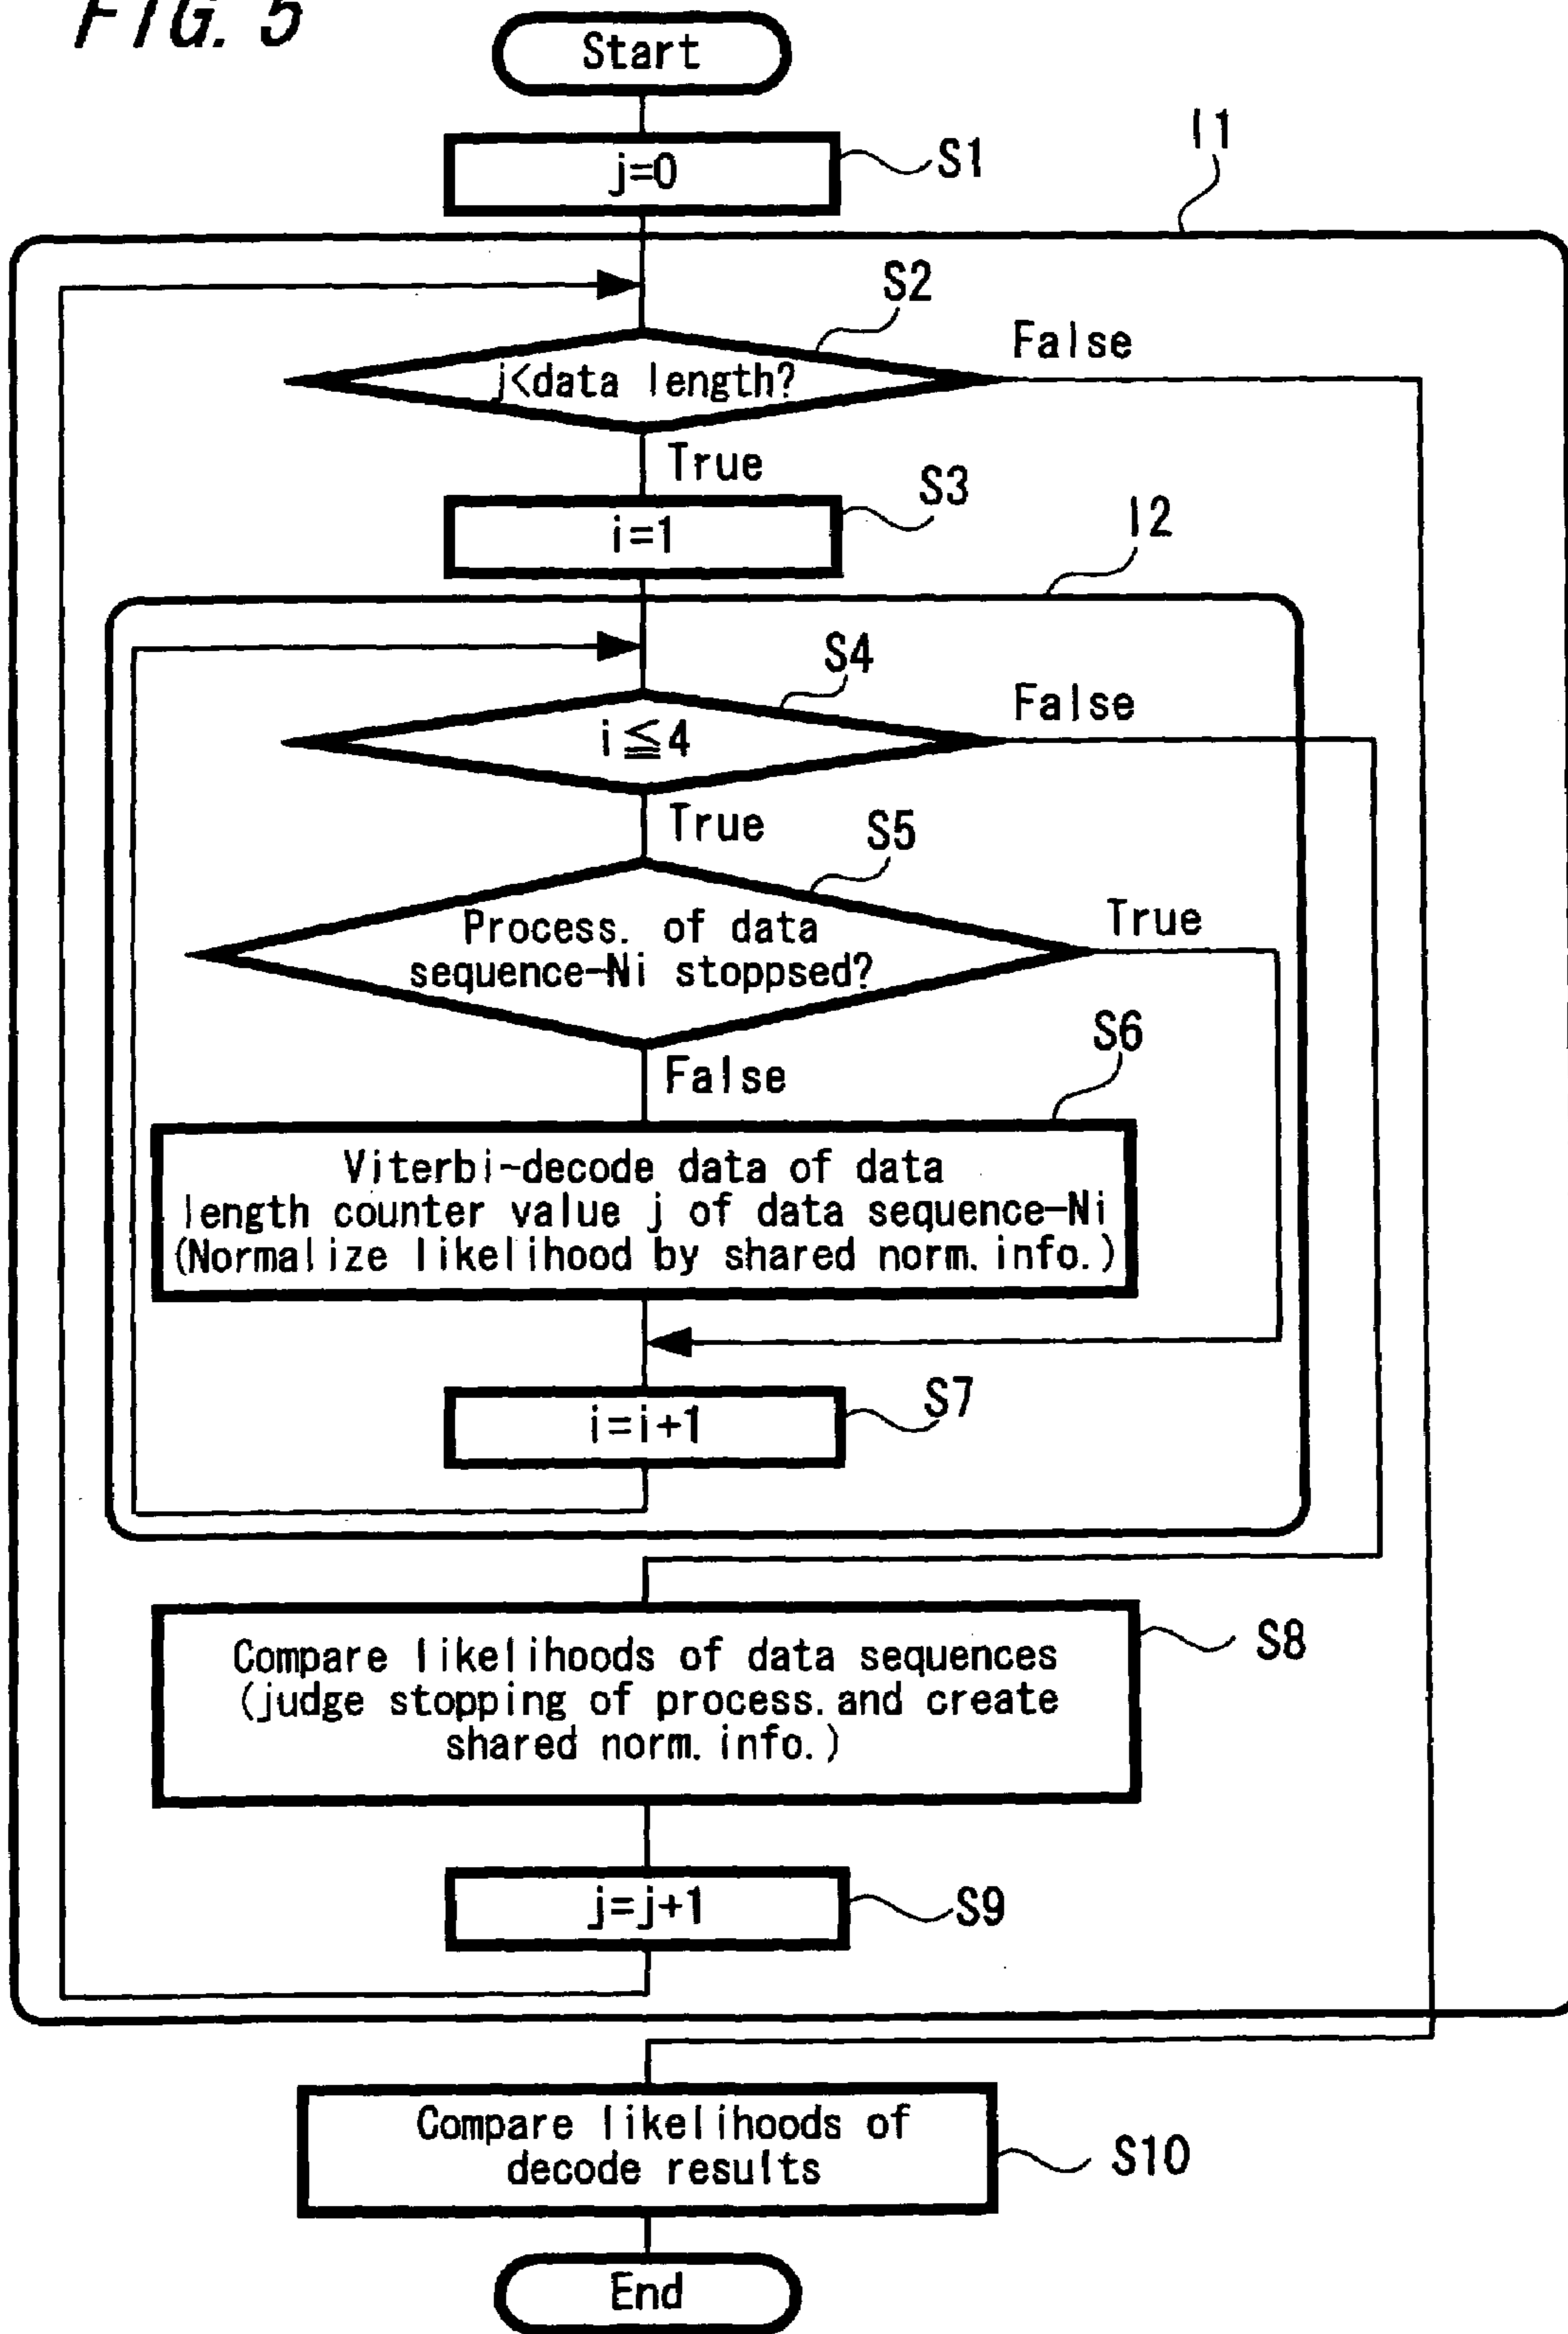 FIG. 5
Start
j=0
S1
I1
S2
j<data length?
False
True
S3
i=1
I2
S4
i≦4
False
True
S5
Process. of data
sequence-Ni stoppsed?
True
False
S6
Viterbi-decode data of data
length counter value j of data sequence-Ni
(Normalize likelihood by shared norm. info.)
i=i+1
S7
Compare likelihoods of data sequences
(judge stopping of process. and create
shared norm. info.)
S8
j=j+1
S9
Compare likelihoods of
decode results
S10
End